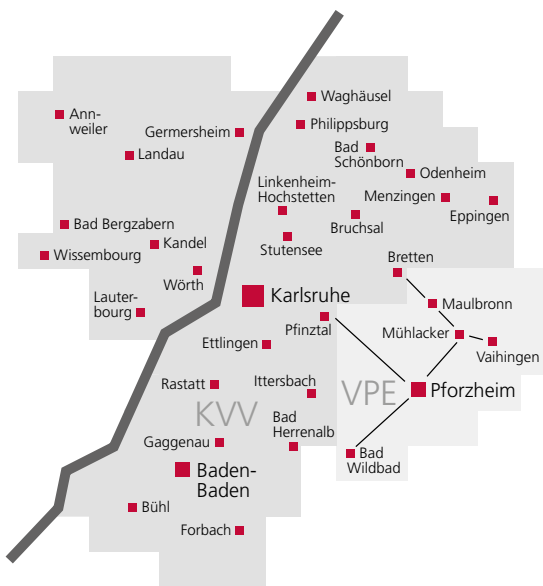 Waghäusel
Ann-
weiler
Philippsburg
Germersheim
Bad
Schönborn
Landau
Odenheim
Linkenheim-
Hochstetten
Menzingen
Eppingen
Bad Bergzabern
Bruchsal
Kandel
Stutensee
Wissembourg
Bretten
Wörth
Karlsruhe
Lauter-
bourg
Maulbronn
Pfinztal
Mühlacker
Ettlingen
Vaihingen
Rastatt
Ittersbach
VPE
Pforzheim
KVV
Bad
Herrenalb
Gaggenau
Bad
Wildbad
Baden-
Baden
Bühl
Forbach